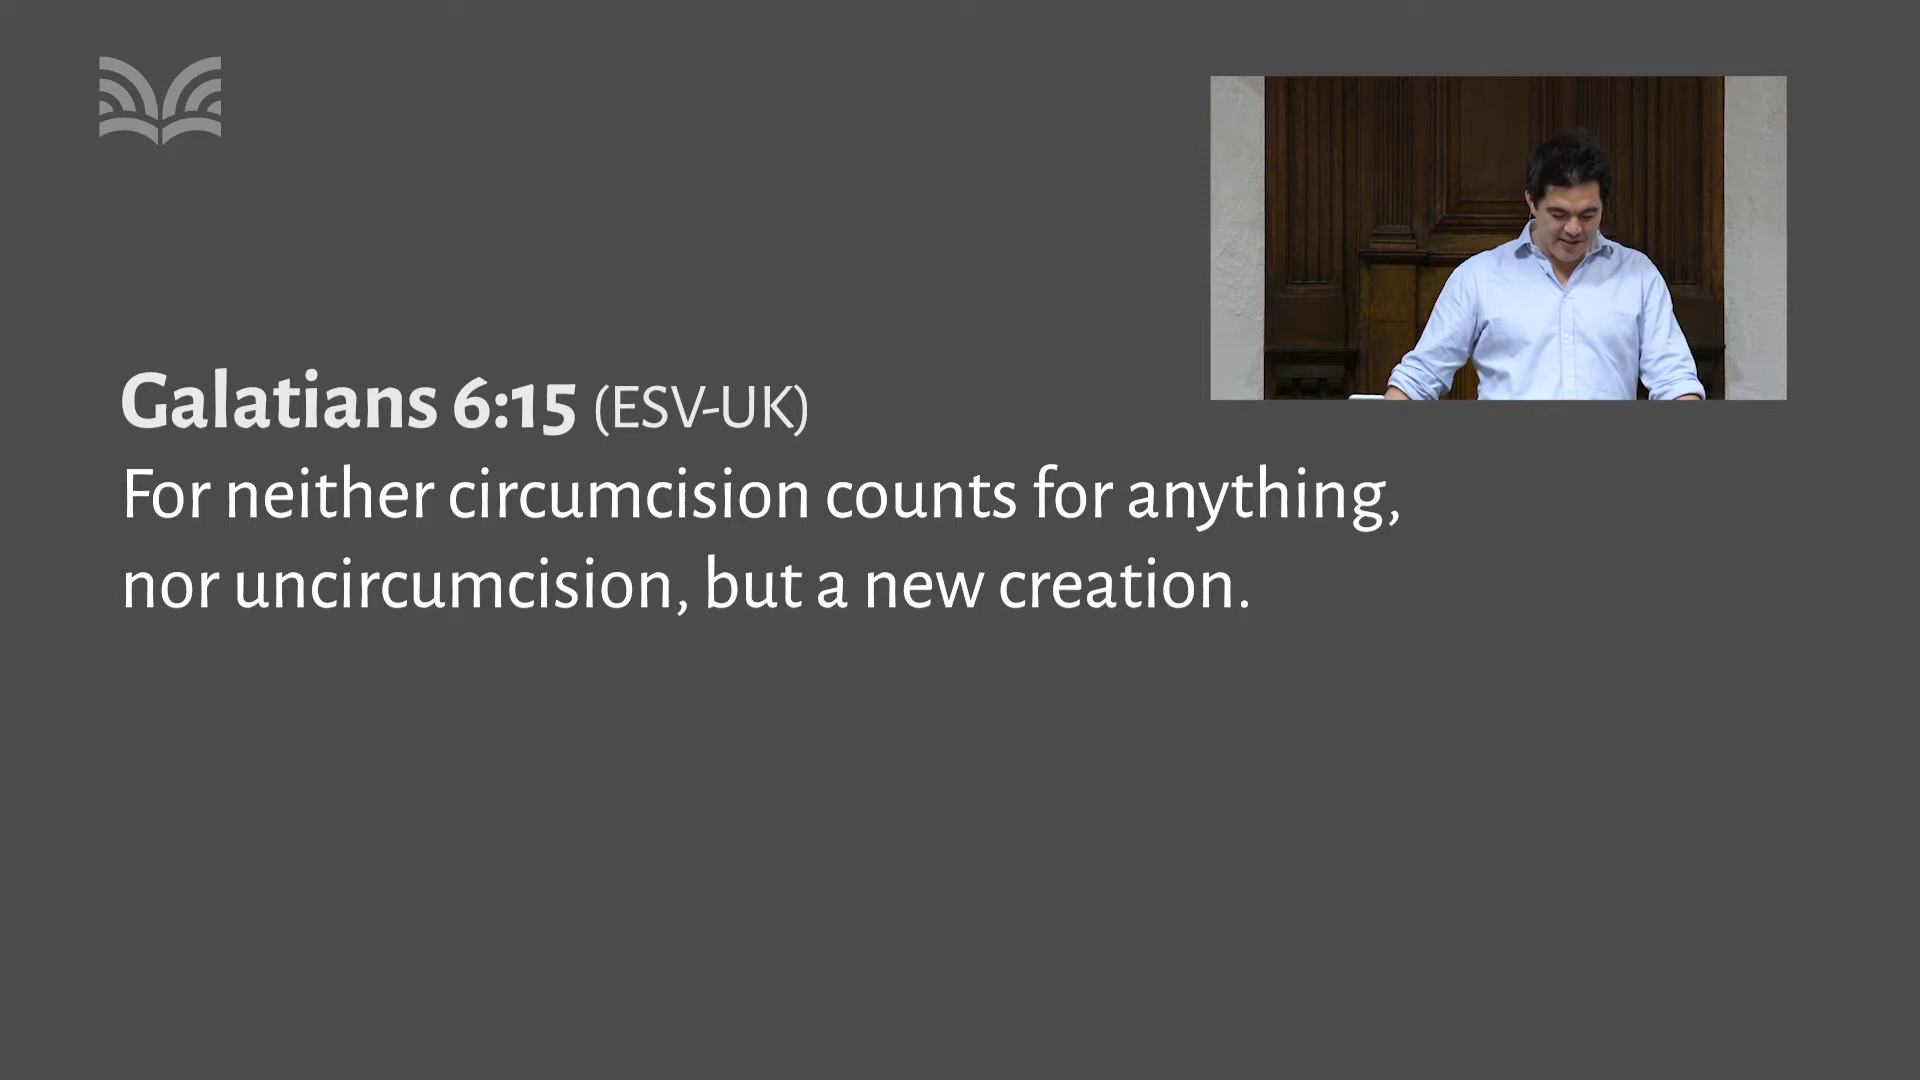 Galatians 6:15 (ESV-UK)
For neither circumcision counts for anything,
nor uncircumcision, but a new creation.